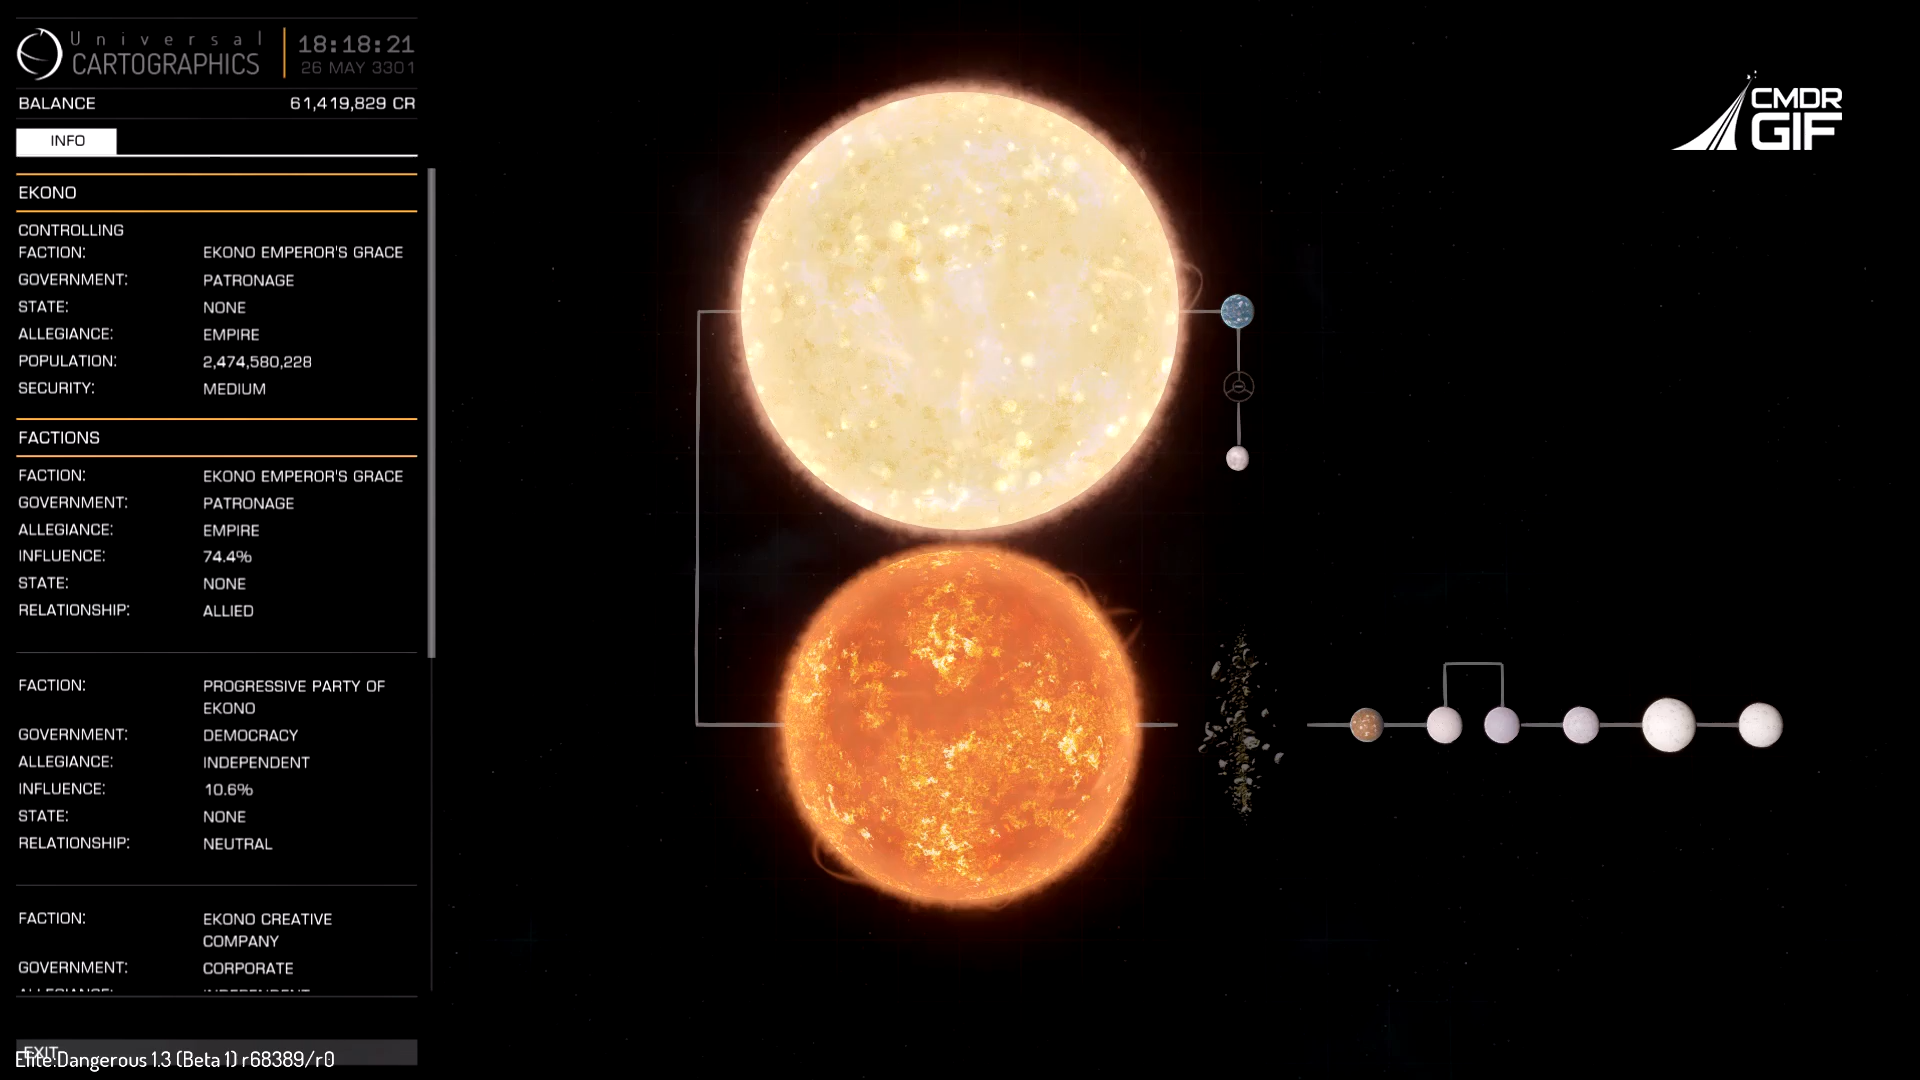 Universal
CARTOGRAPHICS
18:18:21
26 MAY 3301
BALANCE 61,419,829 CR
INFO
EKONO
CONTROLLING
FACTION: EKONO EMPEROR'S GRACE
GOVERNMENT: PATRONAGE
STATE: NONE
ALLEGIANCE: EMPIRE
POPULATION: 2,474,580,228
SECURITY: MEDIUM
FACTIONS
FACTION: EKONO EMPEROR'S GRACE
GOVERNMENT: PATRONAGE
ALLEGIANCE: EMPIRE
INFLUENCE: 74.4%
STATE: NONE
RELATIONSHIP: ALLIED
FACTION: PROGRESSIVE PARTY OF
EKONO
GOVERNMENT: DEMOCRACY
ALLEGIANCE: INDEPENDENT
INFLUENCE: 10.6%
STATE: NONE
RELATIONSHIP: NEUTRAL
FACTION: EKONO CREATIVE
COMPANY
GOVERNMENT: CORPORATE
ALLEGIANCE: INDEPENDENT
EXIT
Elite:Dangerous 1.3 (Beta 1) r68389/r0
CMDR
GIF